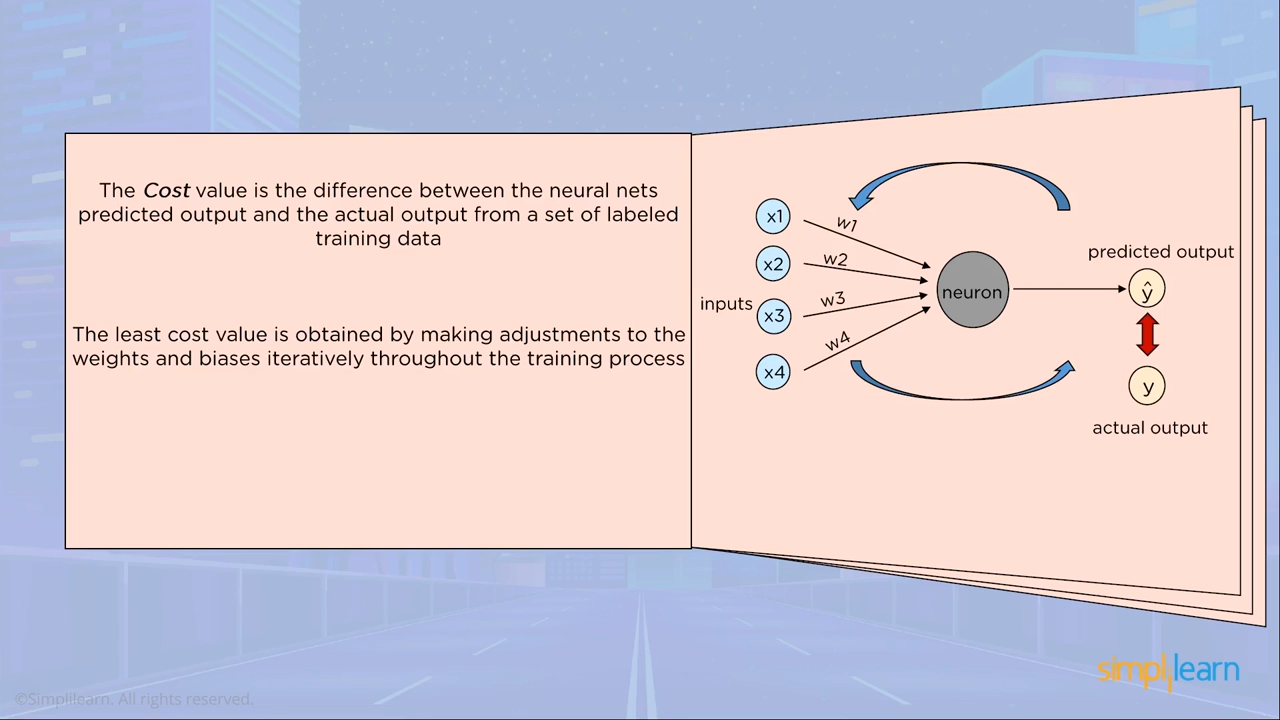 The Cost value is the difference between the neural nets
predicted output and the actual output from a set of labeled
training data
The least cost value is obtained by making adjustments to the
weights and biases iteratively throughout the training process
inputs
x1
x2
x3
x4
w1
w2
w3
w4
neuron
predicted output
ŷ
y
actual output
simplilearn
©Simplilearn. All rights reserved.